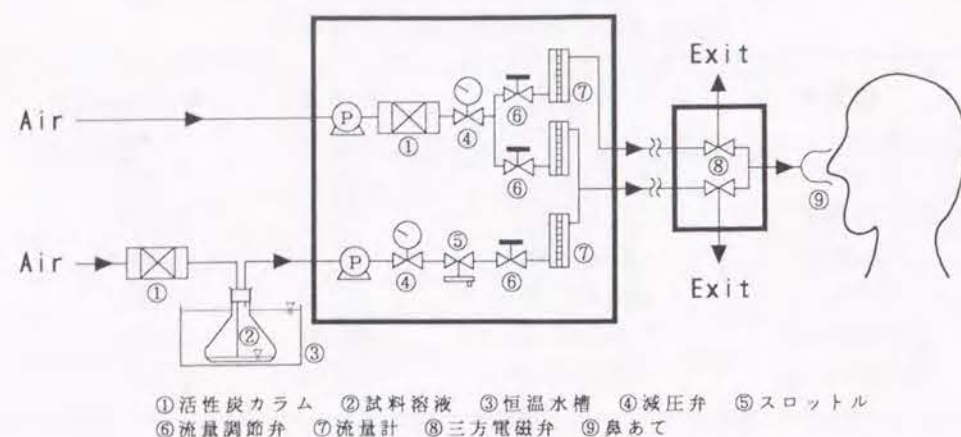 Exit
Air
P
①
④
⑥
⑥
⑦
⑧
⑨
Air
①
②
③
P
④
⑤
⑥
⑦
Exit
①活性炭カラム ②試料溶液 ③恒温水槽 ④減圧弁 ⑤スロットル
⑥流量調節弁 ⑦流量計 ⑧三方電磁弁 ⑨鼻あて